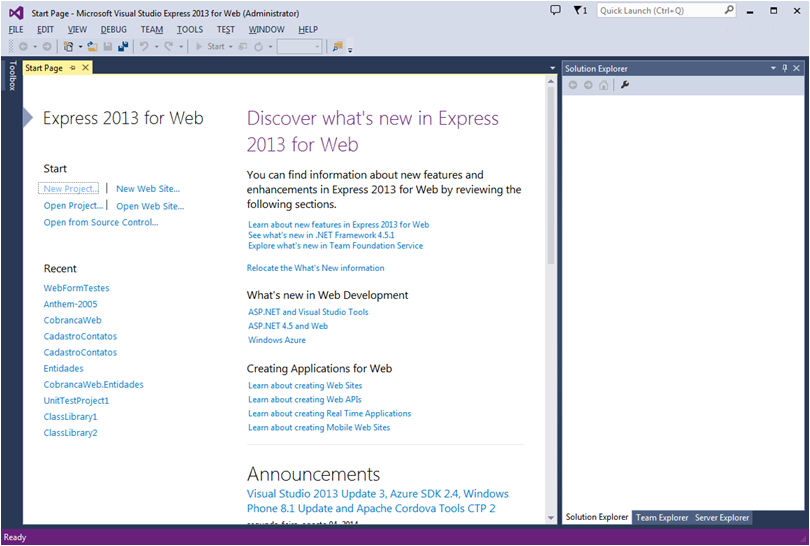 Start Page - Microsoft Visual Studio Express 2013 for Web (Administrator)
1
Quick Launch (Ctrl+Q)
FILE EDIT VIEW DEBUG TEAM TOOLS TEST WINDOW HELP
Start
Toolbox
Start Page
Express 2013 for Web
Start
New Project... New Web Site...
Open Project... Open Web Site...
Open from Source Control...
Recent
WebFormTestes
Anthem-2005
CobrancaWeb
CadastroContatos
CadastroContatos
Entidades
CobrancaWeb.Entidades
UnitTestProject1
ClassLibrary1
ClassLibrary2
Discover what's new in Express
2013 for Web
You can find information about new features and
enhancements in Express 2013 for Web by reviewing the
following sections.
Learn about new features in Express 2013 for Web
See what's new in .NET Framework 4.5.1
Explore what's new in Team Foundation Service
Relocate the What's New information
What's new in Web Development
ASP.NET and Visual Studio Tools
ASP.NET 4.5 and Web
Windows Azure
Creating Applications for Web
Learn about creating Web Sites
Learn about creating Web APIs
Learn about creating Real Time Applications
Learn about creating Mobile Web Sites
Announcements
Visual Studio 2013 Update 3, Azure SDK 2.4, Windows
Phone 8.1 Update and Apache Cordova Tools CTP 2
segunda-feira, agosto 04, 2014
Solution Explorer
Solution Explorer Team Explorer Server Explorer
Ready